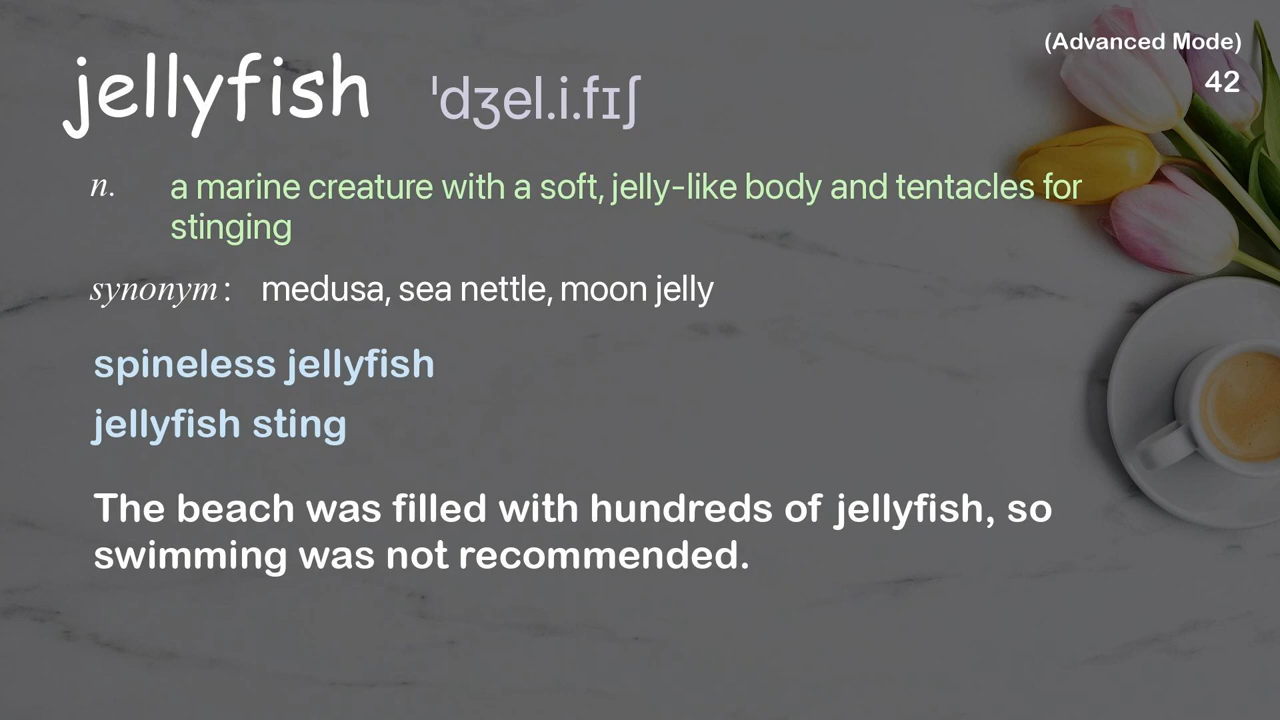 (Advanced Mode)
42
jellyfish ˈdʒel.i.fɪʃ
n. a marine creature with a soft, jelly-like body and tentacles for
stinging
synonym: medusa, sea nettle, moon jelly
spineless jellyfish
jellyfish sting
The beach was filled with hundreds of jellyfish, so
swimming was not recommended.